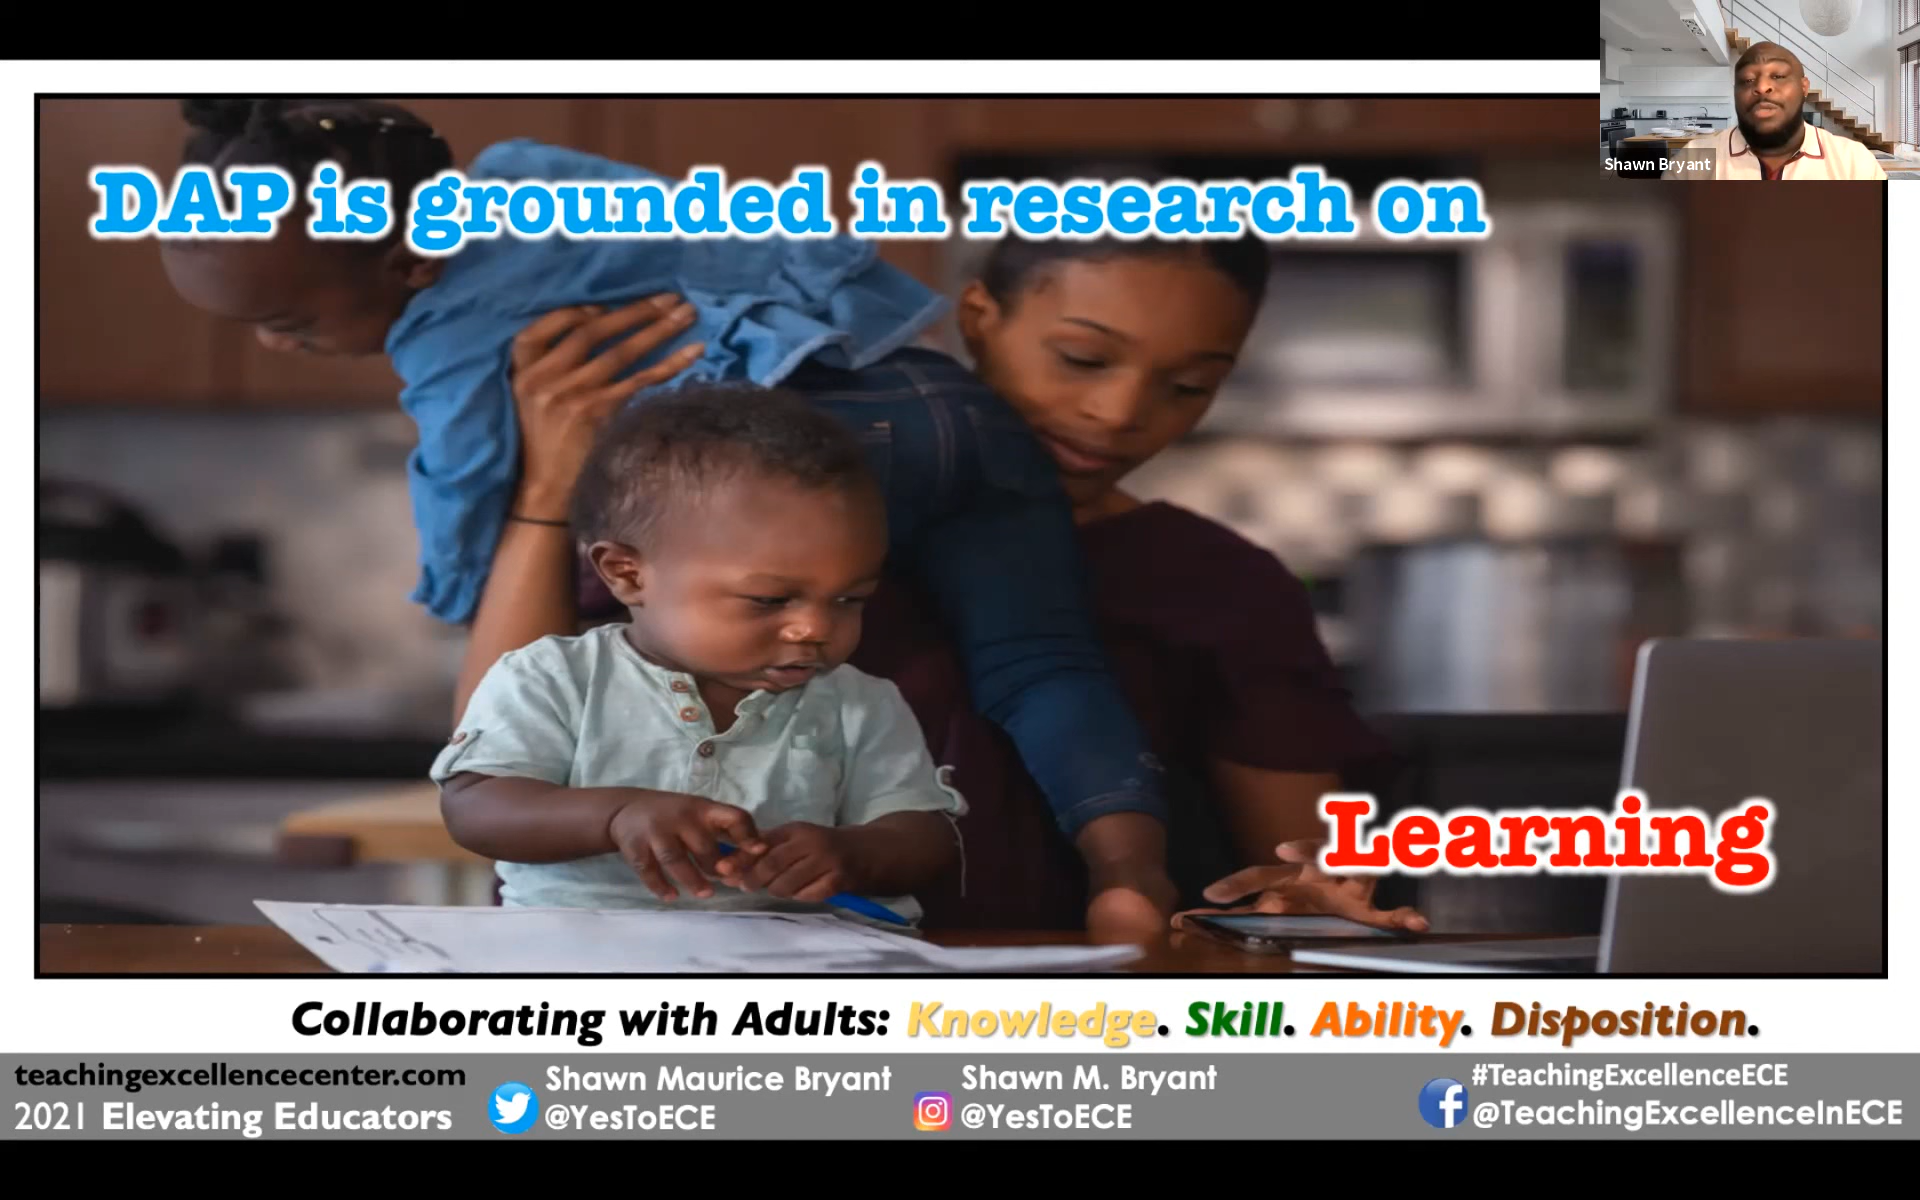 Shawn Bryant
DAP is grounded in research on
Learning
Collaborating with Adults: Knowledge. Skill. Ability. Disposition.
teachingexcellencecenter.com
2021 Elevating Educators
Shawn Maurice Bryant
@YesToECE
Shawn M. Bryant
@YesToECE
#TeachingExcellenceECE
@TeachingExcellenceInECE